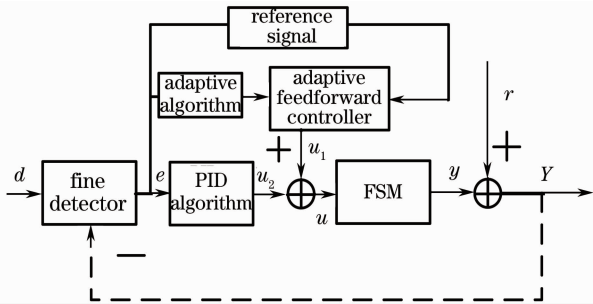 reference
signal
adaptive
algorithm
adaptive
feedforward
controller
r
+
+
u1
d
fine
detector
e
PID
algorithm
u2
u
FSM
y
Y
−